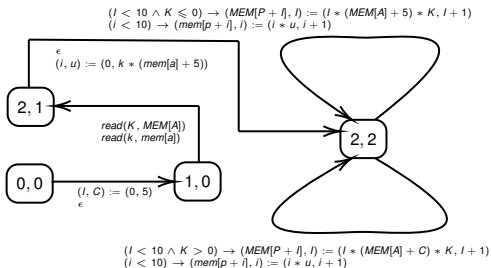 (I < 10 ∧ K ⩽ 0) → (MEM[P + I], I) := (I * (MEM[A] + 5) * K, I + 1)
(i < 10) → (mem[p + i], i) := (i * u, i + 1)
ϵ
(i, u) := (0, k * (mem[a] + 5))
2, 1
read(K, MEM[A])
read(k, mem[a])
2, 2
0, 0
1, 0
(I, C) := (0, 5)
ϵ
(I < 10 ∧ K > 0) → (MEM[P + I], I) := (I * (MEM[A] + C) * K, I + 1)
(i < 10) → (mem[p + i], i) := (i * u, i + 1)